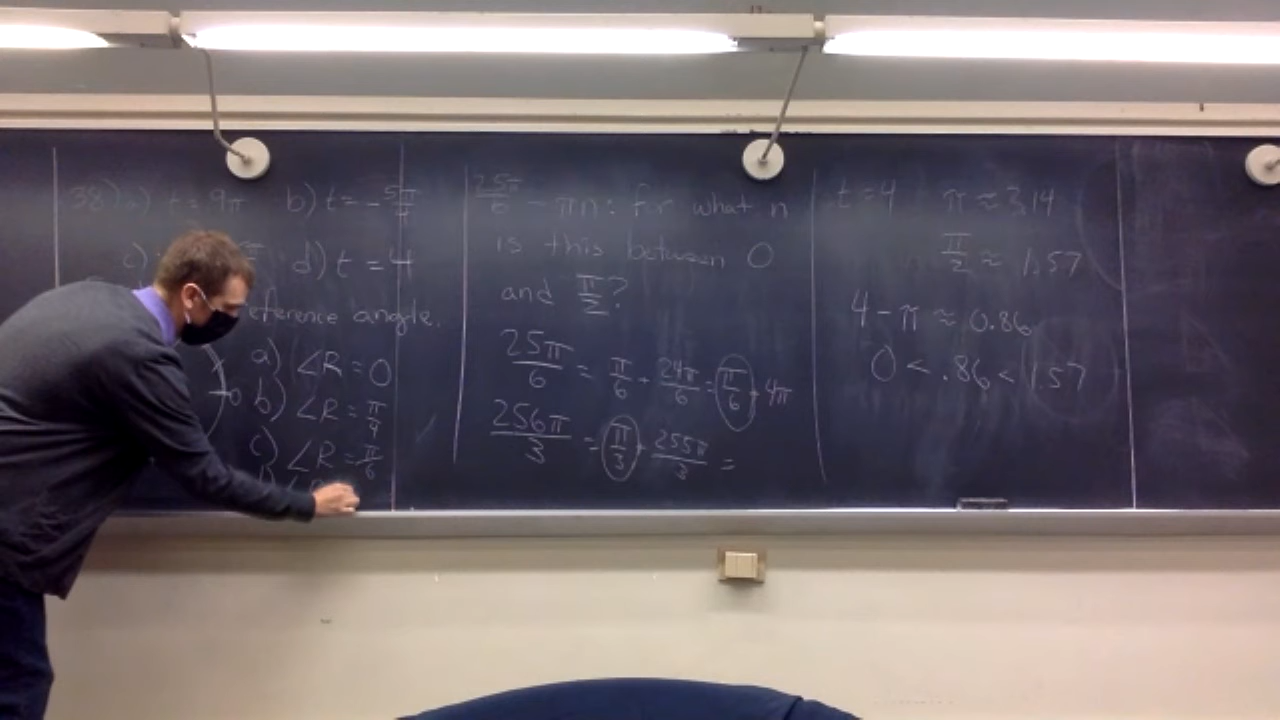 38) a) t = 9π b) t = -5π/4
c) d) t = 4
eference angle.
a) ∠R = 0
b) ∠R = π/4
c) ∠R = π/6
25π/6 - πn: for what n
is this between 0
and π/2?
25π/6 = π/6 + 24π/6 = π/6 + 4π
256π/3 = π/3 + 255π/3 =
t = 4 π ≈ 3.14
π/2 ≈ 1.57
4 - π ≈ 0.86
0 < .86 < 1.57